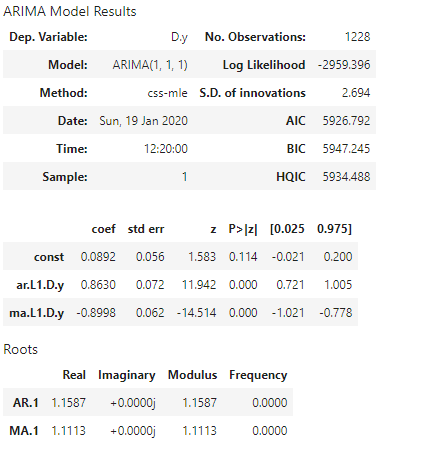 ARIMA Model Results
Dep. Variable: D.y No. Observations: 1228
Model: ARIMA(1, 1, 1) Log Likelihood -2959.396
Method: css-mle S.D. of innovations 2.694
Date: Sun, 19 Jan 2020 AIC 5926.792
Time: 12:20:00 BIC 5947.245
Sample: 1 HQIC 5934.488
coef std err z P>|z| [0.025 0.975]
const 0.0892 0.056 1.583 0.114 -0.021 0.200
ar.L1.D.y 0.8630 0.072 11.942 0.000 0.721 1.005
ma.L1.D.y -0.8998 0.062 -14.514 0.000 -1.021 -0.778
Roots
Real Imaginary Modulus Frequency
AR.1 1.1587 +0.0000j 1.1587 0.0000
MA.1 1.1113 +0.0000j 1.1113 0.0000